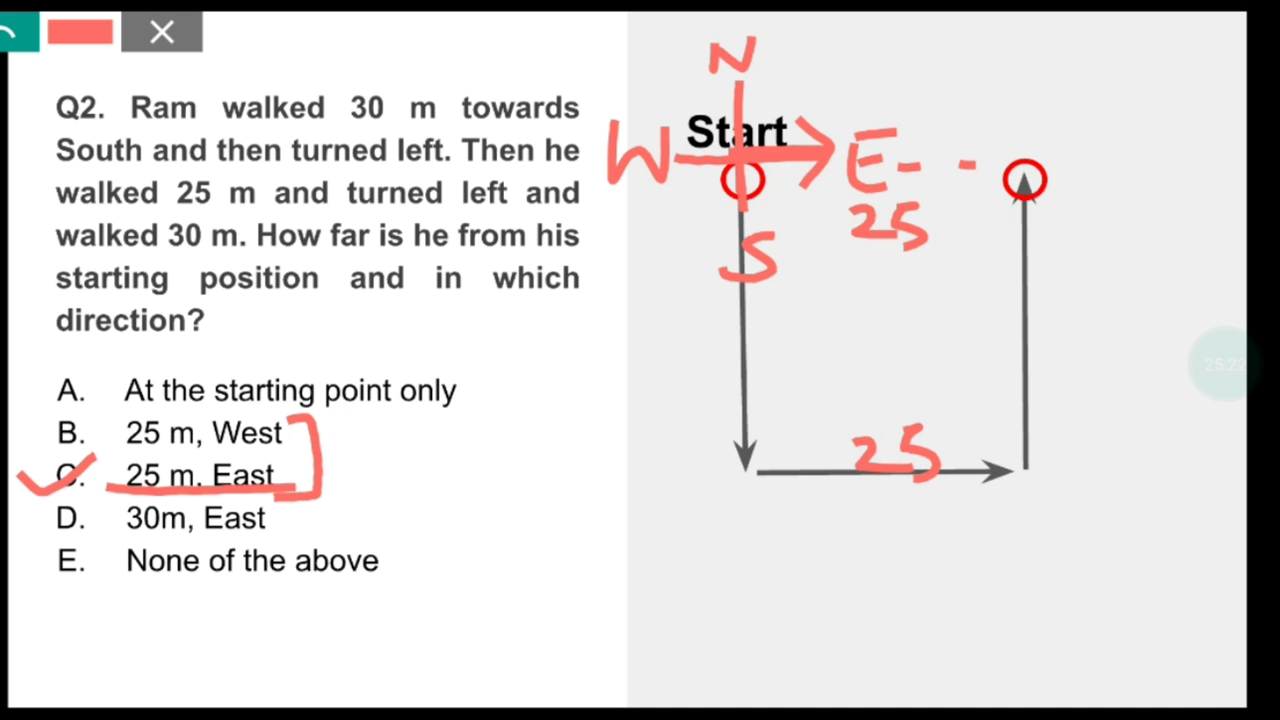 Q2. Ram walked 30 m towards
South and then turned left. Then he
walked 25 m and turned left and
walked 30 m. How far is he from his
starting position and in which
direction?
A. At the starting point only
B. 25 m, West
C. 25 m. East
D. 30m, East
E. None of the above
N
Start
W
E
25
S
25
25:22